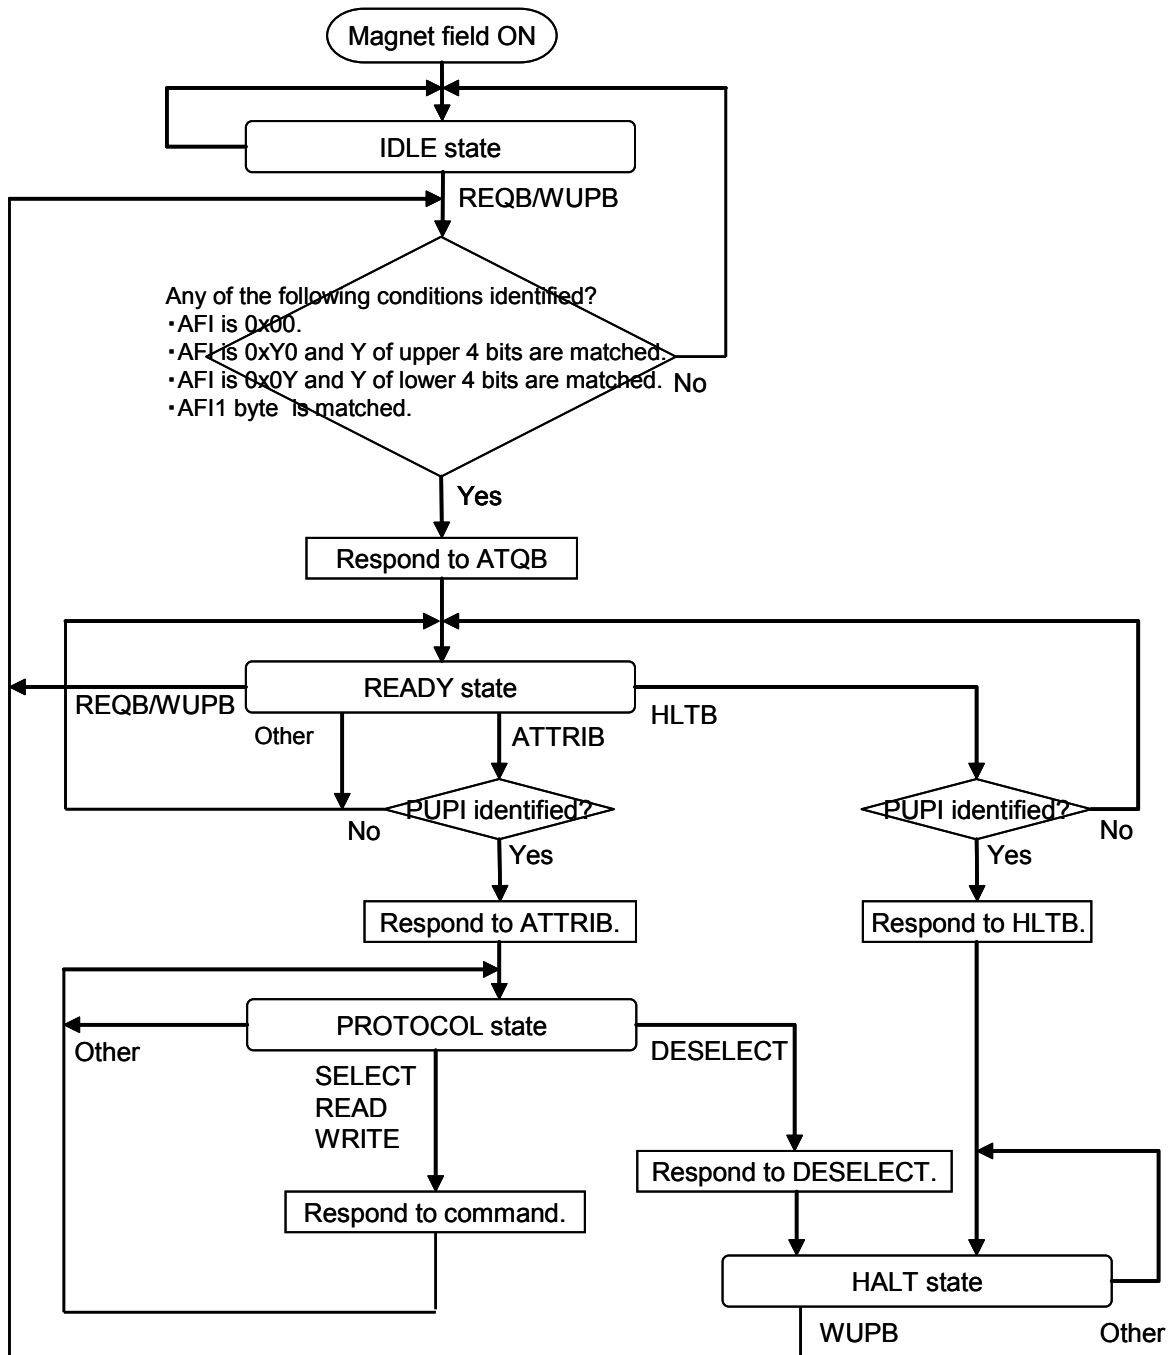 Magnet field ON
IDLE state
REQB/WUPB
Any of the following conditions identified?
・AFI is 0x00.
・AFI is 0xY0 and Y of upper 4 bits are matched.
・AFI is 0x0Y and Y of lower 4 bits are matched.
No
・AFI1 byte is matched.
Yes
Respond to ATQB
READY state
REQB/WUPB
Other
ATTRIB
HLTB
PUPI identified?
No
Yes
PUPI identified?
No
Yes
Respond to ATTRIB.
Respond to HLTB.
PROTOCOL state
Other
DESELECT
SELECT
READ
WRITE
Respond to DESELECT.
Respond to command.
HALT state
WUPB
Other